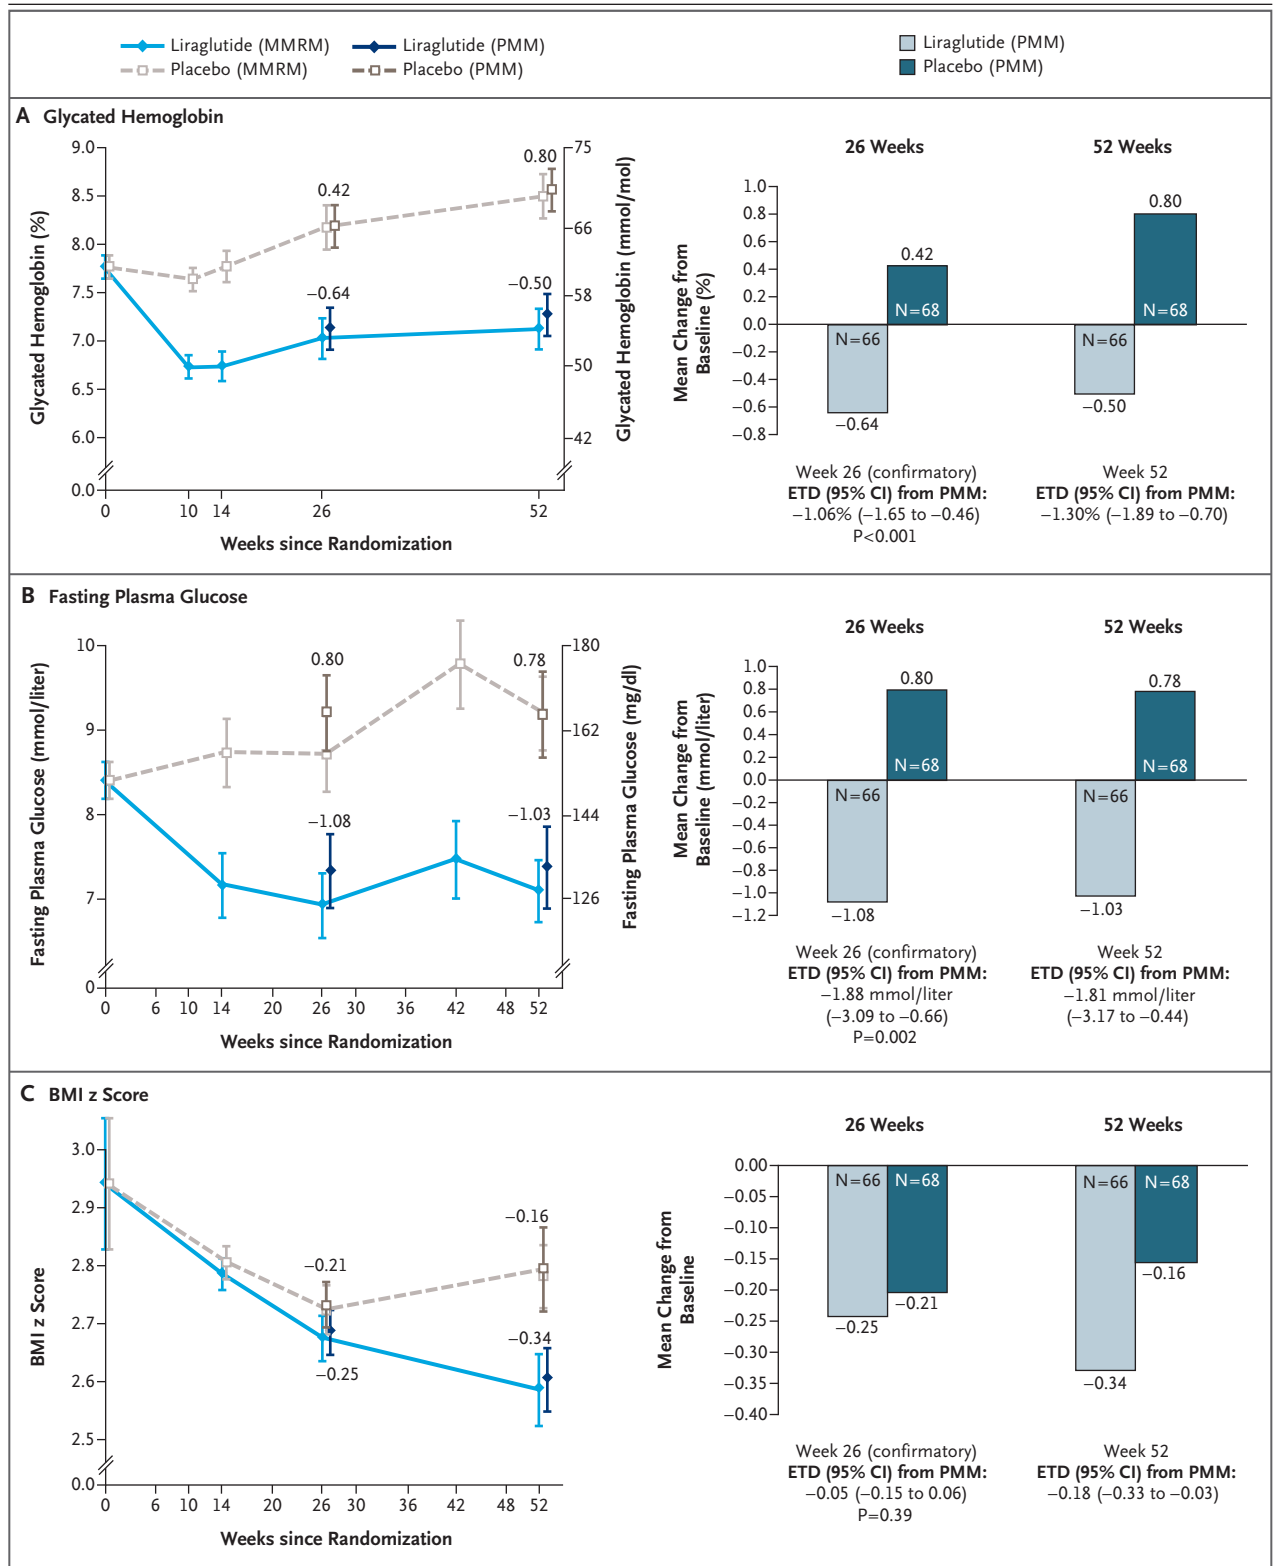 Liraglutide (MMRM)
Placebo (MMRM)
Liraglutide (PMM)
Placebo (PMM)
Liraglutide (PMM)
Placebo (PMM)
A Glycated Hemoglobin
Glycated Hemoglobin (%)
9.0
8.5
8.0
7.5
7.0
6.5
6.0
0.0
0.42
0.80
−0.64
−0.50
75
66
58
50
42
Glycated Hemoglobin (mmol/mol)
0 10 14 26 52
Weeks since Randomization
26 Weeks
52 Weeks
Mean Change from
Baseline (%)
1.0
0.8
0.6
0.4
0.2
0.0
−0.2
−0.4
−0.6
−0.8
0.42
N=68
N=66
−0.64
0.80
N=68
N=66
−0.50
Week 26 (confirmatory)
ETD (95% CI) from PMM:
−1.06% (−1.65 to −0.46)
P<0.001
Week 52
ETD (95% CI) from PMM:
−1.30% (−1.89 to −0.70)
B Fasting Plasma Glucose
Fasting Plasma Glucose (mmol/liter)
10
9
8
7
0
0.80
0.78
−1.08
−1.03
180
162
144
126
Fasting Plasma Glucose (mg/dl)
0 6 10 14 20 26 30 36 42 48 52
Weeks since Randomization
26 Weeks
52 Weeks
Mean Change from
Baseline (mmol/liter)
1.0
0.8
0.6
0.4
0.2
0.0
−0.2
−0.4
−0.6
−0.8
−1.0
−1.2
0.80
N=68
N=66
−1.08
0.78
N=68
N=66
−1.03
Week 26 (confirmatory)
ETD (95% CI) from PMM:
−1.88 mmol/liter
(−3.09 to −0.66)
P=0.002
Week 52
ETD (95% CI) from PMM:
−1.81 mmol/liter
(−3.17 to −0.44)
C BMI z Score
BMI z Score
3.0
2.9
2.8
2.7
2.6
2.5
0.0
−0.21
−0.25
−0.16
−0.34
0 6 10 14 20 26 30 36 42 48 52
Weeks since Randomization
26 Weeks
52 Weeks
Mean Change from
Baseline
0.00
−0.05
−0.10
−0.15
−0.20
−0.25
−0.30
−0.35
−0.40
N=66
N=68
−0.25
−0.21
N=66
N=68
−0.34
−0.16
Week 26 (confirmatory)
ETD (95% CI) from PMM:
−0.05 (−0.15 to 0.06)
P=0.39
Week 52
ETD (95% CI) from PMM:
−0.18 (−0.33 to −0.03)